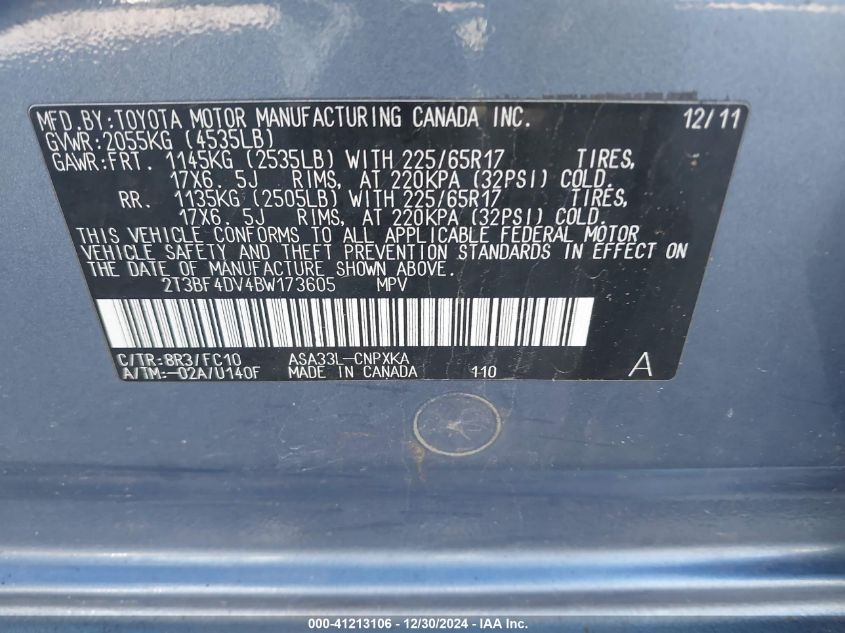 MFD.BY:TOYOTA MOTOR MANUFACTURING CANADA INC. 12/11
GVWR:2055KG (4535LB)
GAWR:FRT. 1145KG (2535LB) WITH 225/65R17 TIRES,
17X6.5J RIMS, AT 220KPA (32PSI) COLD.
RR. 1135KG (2505LB) WITH 225/65R17 TIRES,
17X6.5J RIMS, AT 220KPA (32PSI) COLD.
THIS VEHICLE CONFORMS TO ALL APPLICABLE FEDERAL MOTOR
VEHICLE SAFETY AND THEFT PREVENTION STANDARDS IN EFFECT ON
THE DATE OF MANUFACTURE SHOWN ABOVE.
2T3BF4DV4BW173605 MPV
C/TR:8R3/FC10 ASA33L-CNPXKA
A/TM:-02A/U140F MADE IN CANADA 110 A
000-41213106 - 12/30/2024 - IAA Inc.